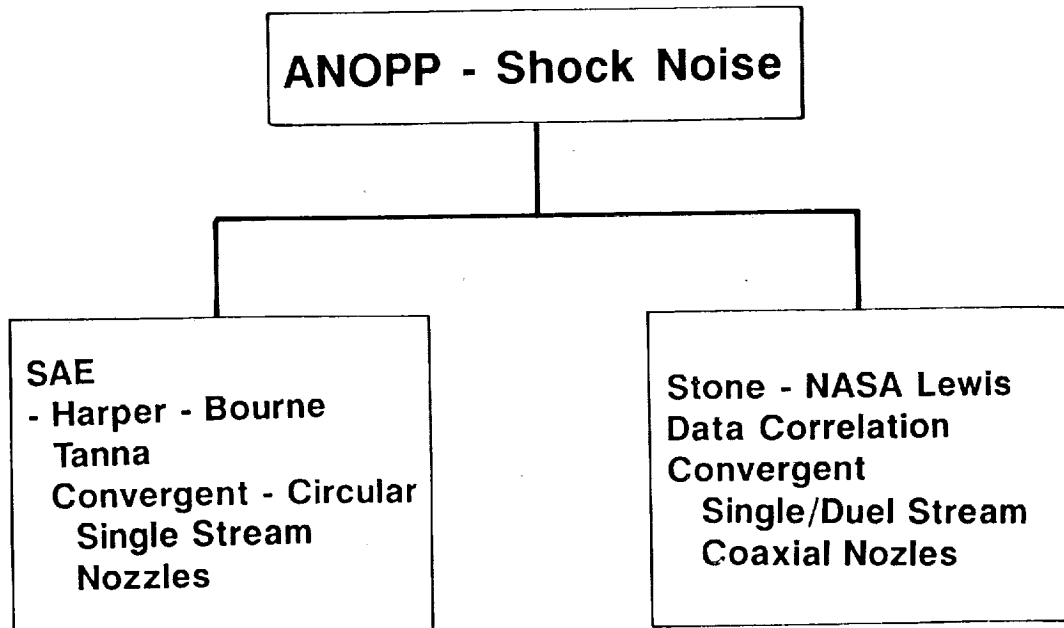 ANOPP - Shock Noise
SAE
- Harper - Bourne
Tanna
Convergent - Circular
Single Stream
Nozzles
Stone - NASA Lewis
Data Correlation
Convergent
Single/Duel Stream
Coaxial Nozles